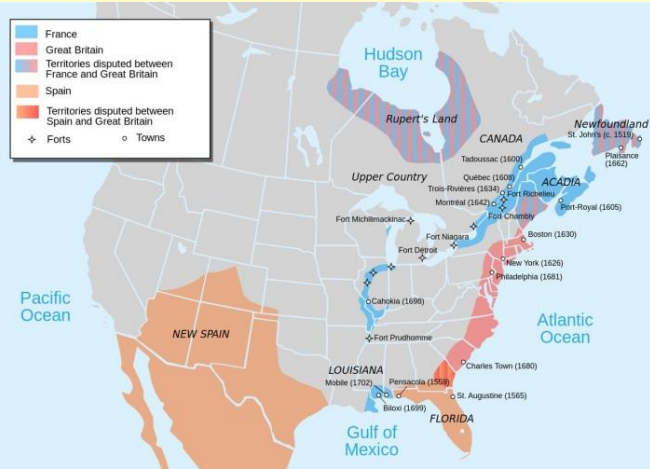 France
Great Britain
Territories disputed between
France and Great Britain
Spain
Territories disputed between
Spain and Great Britain
Forts
Towns
Hudson
Bay
Rupert's Land
Newfoundland
St. John's (c. 1519)
Plaisance
(1662)
CANADA
Tadoussac (1600)
Upper Country
Québec (1608)
ACADIA
Trois-Rivières (1634)
Fort Richelieu
Montréal (1642)
Port-Royal (1605)
Fort Chambly
Fort Michilimackinac
Fort Niagara
Boston (1630)
Fort Détroit
New York (1626)
Philadelphia (1681)
Pacific
Ocean
Cahokia (1698)
Atlantic
Ocean
NEW SPAIN
Fort Prudhomme
LOUISIANA
Charles Town (1680)
Mobile (1702)
Pensacola (1559)
St. Augustine (1565)
Biloxi (1699)
FLORIDA
Gulf of
Mexico